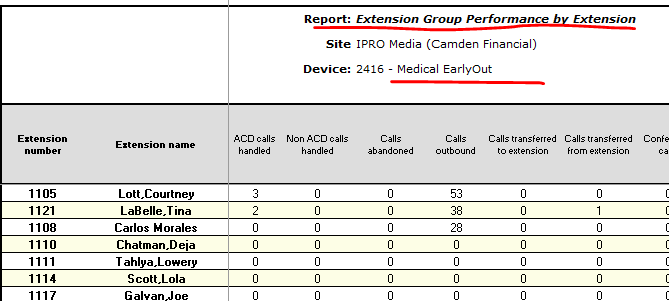 Report: Extension Group Performance by Extension
Site IPRO Media (Camden Financial)
Device: 2416 - Medical EarlyOut
Extension number Extension name ACD calls handled Non ACD calls handled Calls abandoned Calls outbound Calls transferred to extension Calls transferred from extension Confe ca
1105 Lott,Courtney 3 0 0 53 0 0 0
1121 LaBelle,Tina 2 0 0 38 0 1 0
1108 Carlos Morales 0 0 0 28 0 0 0
1110 Chatman,Deja 0 0 0 0 0 0 0
1111 Tahlya,Lowery 0 0 0 0 0 0 0
1114 Scott,Lola 0 0 0 0 0 0 0
1117 Galvan,Joe 0 0 0 0 0 0 0